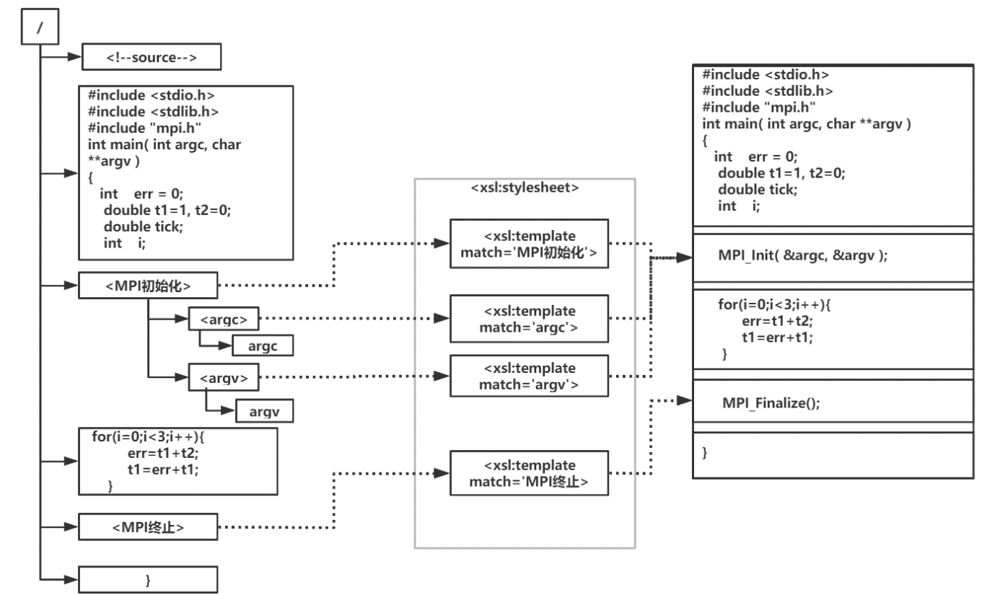 /
<!--source-->
#include <stdio.h>
#include <stdlib.h>
#include "mpi.h"
int main( int argc, char
**argv )
{
int err = 0;
double t1=1, t2=0;
double tick;
int i;
<MPI初始化>
<argc>
argc
<argv>
argv
for(i=0;i<3;i++){
err=t1+t2;
t1=err+t1;
}
<MPI终止>
}
<xsl:stylesheet>
<xsl:template
match='MPI初始化'>
<xsl:template
match='argc'>
<xsl:template
match='argv'>
<xsl:template
match='MPI终止>
#include <stdio.h>
#include <stdlib.h>
#include "mpi.h"
int main( int argc, char **argv )
{
int err = 0;
double t1=1, t2=0;
double tick;
int i;
MPI_Init( &argc, &argv );
for(i=0;i<3;i++){
err=t1+t2;
t1=err+t1;
}
MPI_Finalize();
}